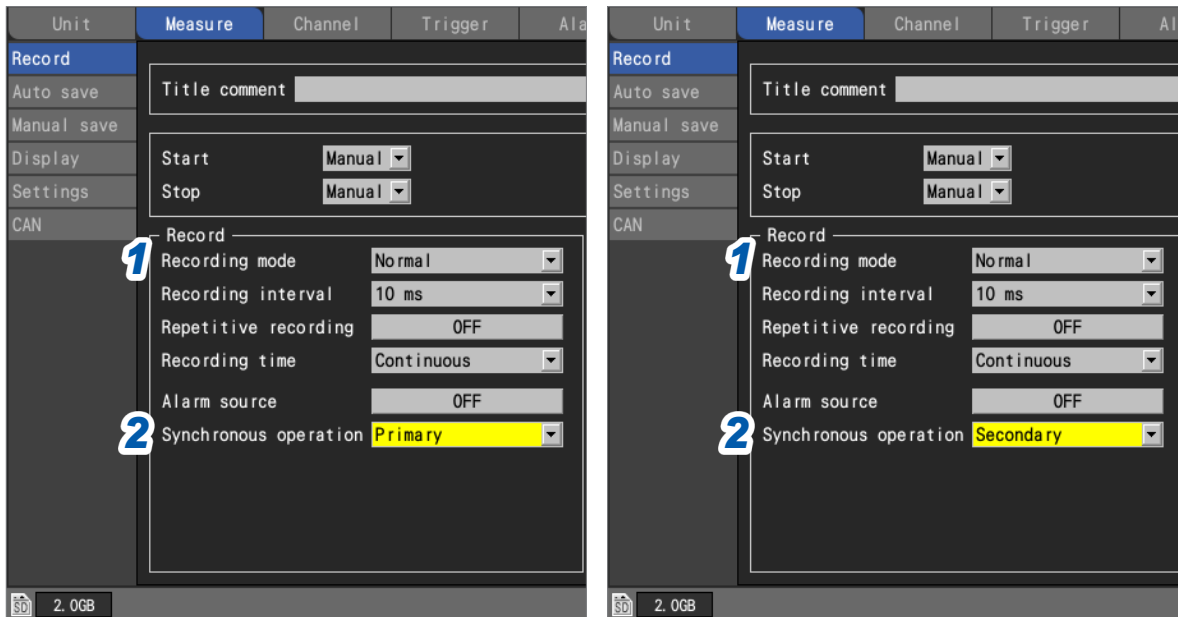 Unit Measure Channel Trigger Ala
Record
Auto save
Manual save
Display
Settings
CAN
Title comment
Start Manual
Stop Manual
Record
1 Recording mode Normal
Recording interval 10 ms
Repetitive recording OFF
Recording time Continuous
Alarm source OFF
2 Synchronous operation Primary
SD 2.0GB
Unit Measure Channel Trigger Al
Record
Auto save
Manual save
Display
Settings
CAN
Title comment
Start Manual
Stop Manual
Record
1 Recording mode Normal
Recording interval 10 ms
Repetitive recording OFF
Recording time Continuous
Alarm source OFF
2 Synchronous operation Secondary
SD 2.0GB